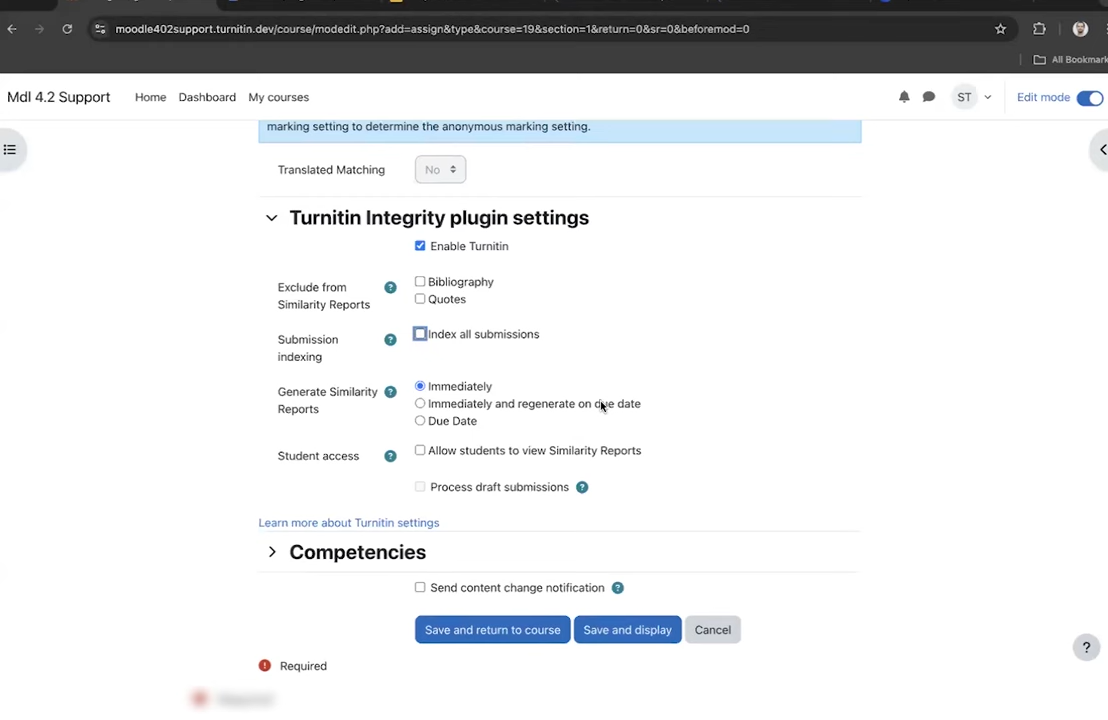 moodle402support.turnitin.dev/course/modedit.php?add=assign&type&course=19&section=1&return=0&sr=0&beforemod=0
All Bookmark
Mdl 4.2 Support Home Dashboard My courses ST Edit mode
marking setting to determine the anonymous marking setting.
Translated Matching No
Turnitin Integrity plugin settings
Enable Turnitin
Exclude from Similarity Reports ? Bibliography
Quotes
Submission indexing ? Index all submissions
Generate Similarity Reports ? Immediately
Immediately and regenerate on due date
Due Date
Student access ? Allow students to view Similarity Reports
Process draft submissions ?
Learn more about Turnitin settings
Competencies
Send content change notification ?
Save and return to course Save and display Cancel
?
! Required